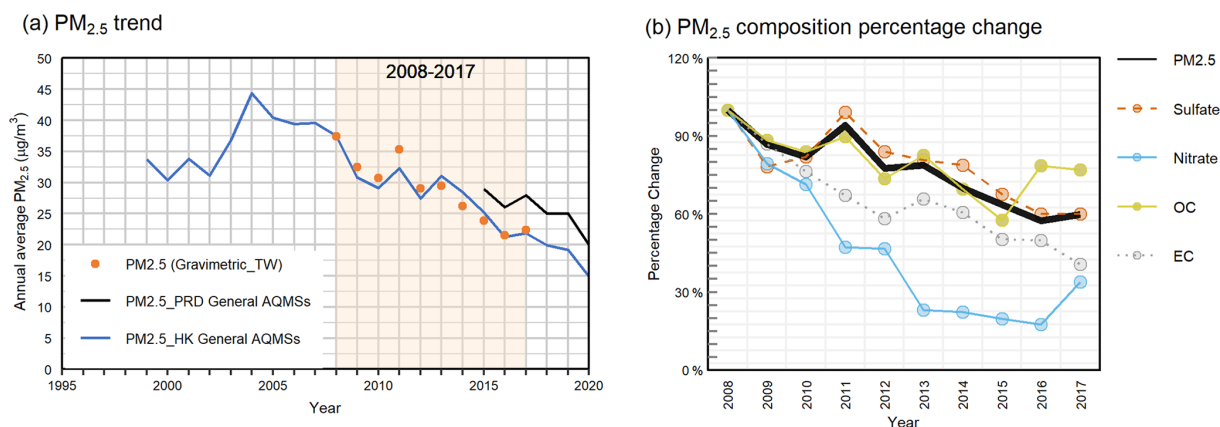 (a) PM2.5 trend
Annual average PM2.5 (μg/m³)
50
45
40
35
30
25
20
15
10
5
0
2008-2017
PM2.5 (Gravimetric_TW)
PM2.5_PRD General AQMSs
PM2.5_HK General AQMSs
1995 2000 2005 2010 2015 2020
Year
(b) PM2.5 composition percentage change
Percentage Change
120 %
90 %
60 %
30 %
0 %
2008 2009 2010 2011 2012 2013 2014 2015 2016 2017
Year
PM2.5
Sulfate
Nitrate
OC
EC